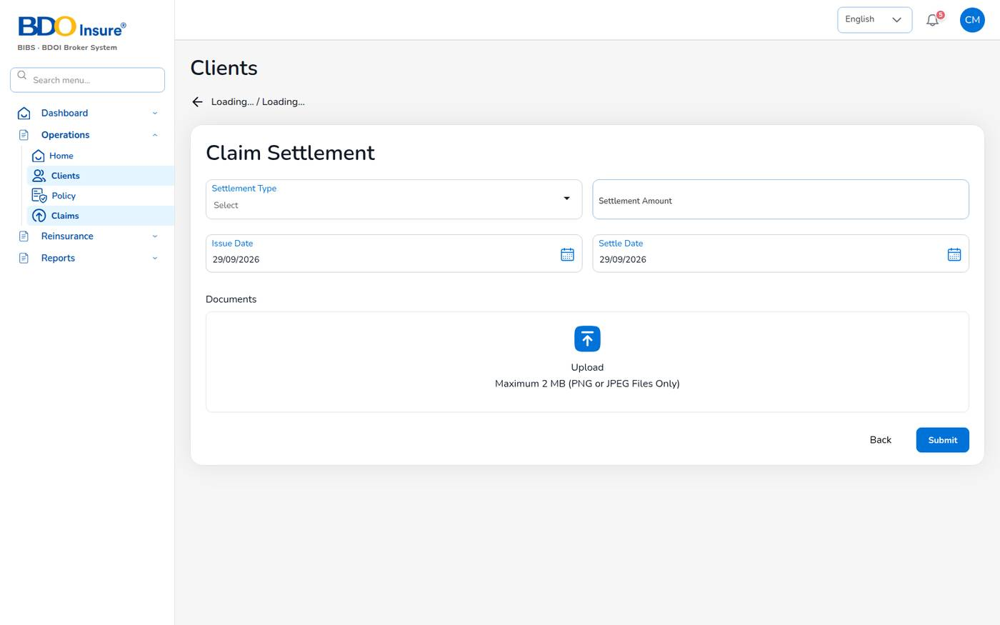 BDO Insure®
BIBS · BDOI Broker System
Search menu...
Dashboard
Operations
Home
Clients
Policy
Claims
Reinsurance
Reports
English
5
CM
Clients
Loading... / Loading...
Claim Settlement
Settlement Type
Select
Settlement Amount
Issue Date
29/09/2026
Settle Date
29/09/2026
Documents
Upload
Maximum 2 MB (PNG or JPEG Files Only)
Back
Submit